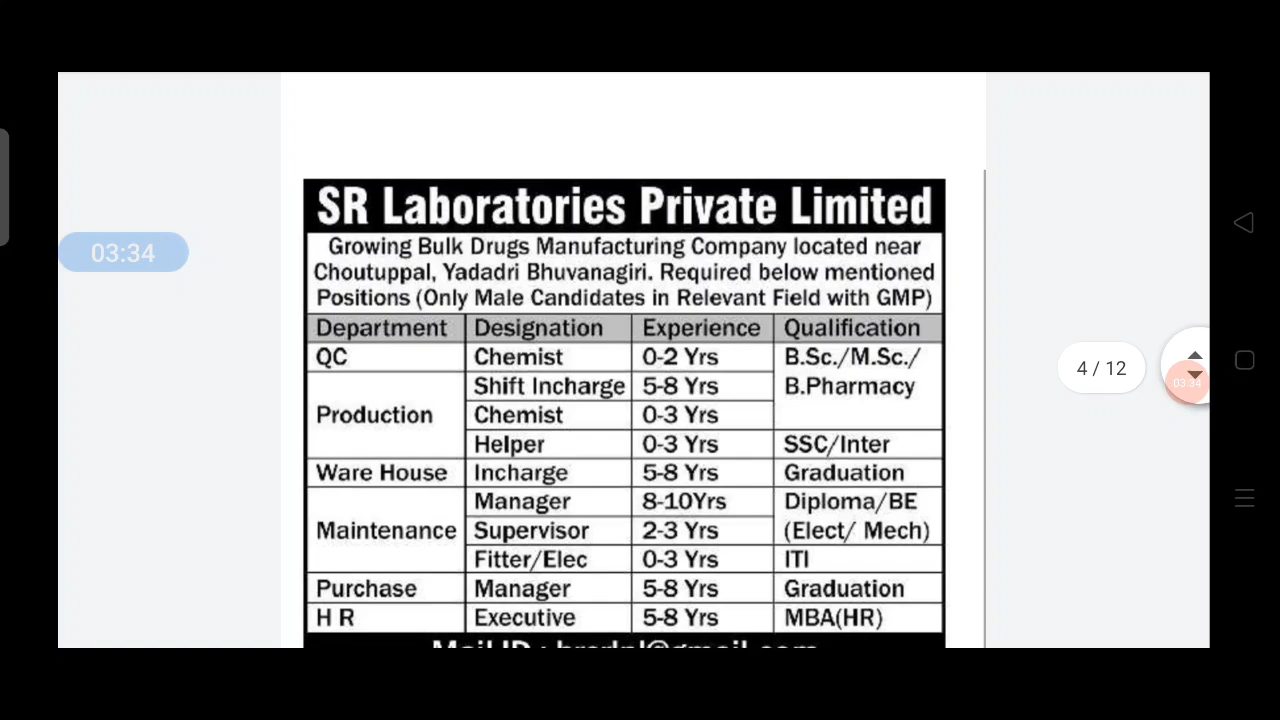 SR Laboratories Private Limited
Growing Bulk Drugs Manufacturing Company located near
Choutuppal, Yadadri Bhuvanagiri. Required below mentioned
Positions (Only Male Candidates in Relevant Field with GMP)
Department Designation Experience Qualification
QC Chemist 0-2 Yrs B.Sc./M.Sc./
Shift Incharge 5-8 Yrs B.Pharmacy
Production Chemist 0-3 Yrs
Helper 0-3 Yrs SSC/Inter
Ware House Incharge 5-8 Yrs Graduation
Manager 8-10Yrs Diploma/BE
Maintenance Supervisor 2-3 Yrs (Elect/ Mech)
Fitter/Elec 0-3 Yrs ITI
Purchase Manager 5-8 Yrs Graduation
H R Executive 5-8 Yrs MBA(HR)
Mail ID :
03:34
4 / 12
03:34